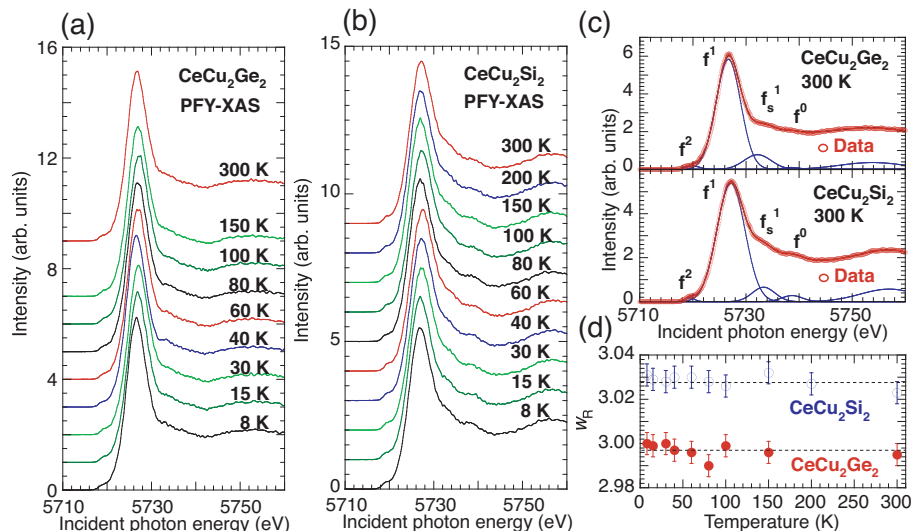 (a)
16
12
8
4
0
Intensity (arb. units)
CeCu2Ge2
PFY-XAS
300 K
150 K
100 K
80 K
60 K
40 K
30 K
15 K
8 K
5710
5730
5750
Incident photon energy (eV)
(b)
15
10
5
0
Intensity (arb. units)
CeCu2Si2
PFY-XAS
300 K
200 K
150 K
100 K
80 K
60 K
40 K
30 K
15 K
8 K
5710
5730
5750
Incident photon energy (eV)
(c)
6
4
2
0
f1
CeCu2Ge2
300 K
fs1
f0
Data
f2
Intensity (arb. units)
4
2
0
f1
CeCu2Si2
300 K
fs1
f0
Data
f2
5710
5730
5750
Incident photon energy (eV)
(d)
3.04
3.02
3.00
2.98
wR
CeCu2Si2
CeCu2Ge2
0
50
100
150
200
250
300
Temperature (K)